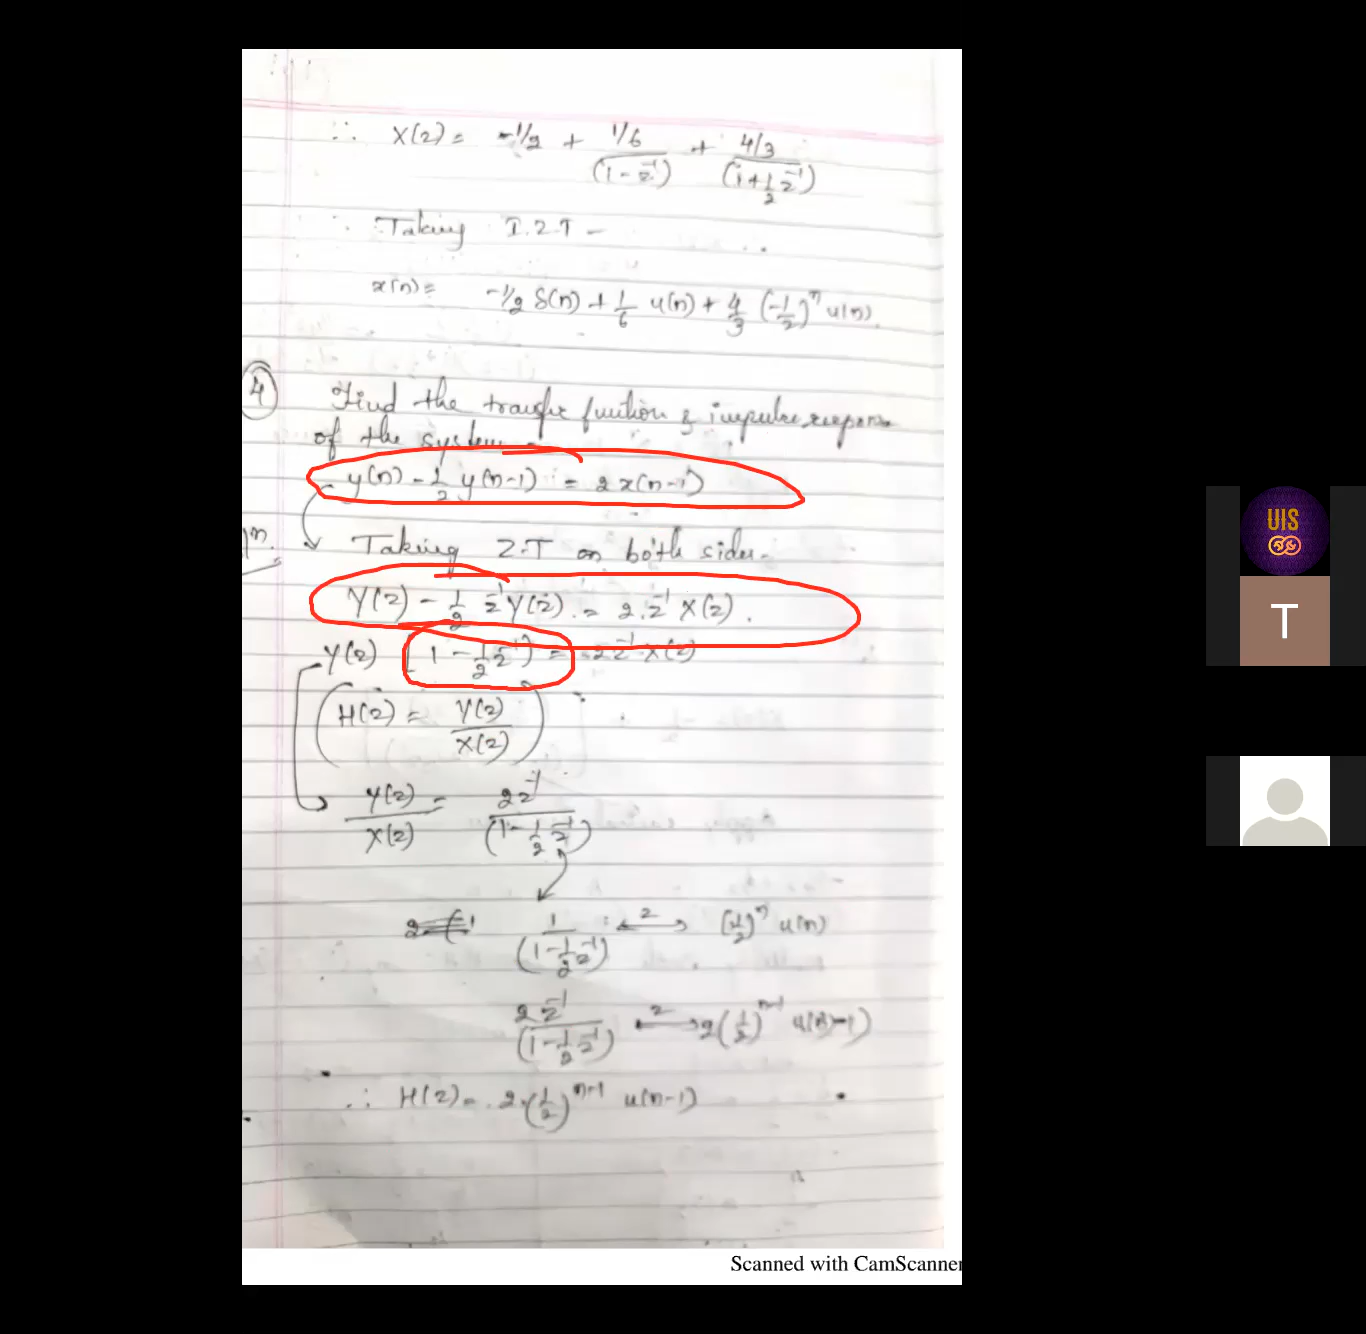 ∴ X(z) = -1/2 + 1/6 / (1 - z⁻¹) + 4/3 / (1 + 1/2 z⁻¹)
Taking I.Z.T -
x(n) = -1/2 δ(n) + 1/6 u(n) + 4/3 (-1/2)ⁿ u(n)
4 Find the transfer function & impulse response
of the system
y(n) - 1/2 y(n-1) = 2x(n-1)
Taking Z.T on both sides.
Y(z) - 1/2 z⁻¹ Y(z) = 2.z⁻¹ X(z).
Y(z) [1 - 1/2 z⁻¹) = 2z⁻¹ X(z)
(H(z) = Y(z) / X(z))
Y(z) / X(z) = 2z⁻¹ / (1 - 1/2 z⁻¹)
1 / (1 - 1/2 z⁻¹) ⟷ z (1/2)ⁿ u(n)
2z⁻¹ / (1 - 1/2 z⁻¹) ⟷ z 2(1/2)ⁿ⁻¹ u(n-1)
∴ H(z) = 2.(1/2)ⁿ⁻¹ u(n-1)
Scanned with CamScanner
UIS
T